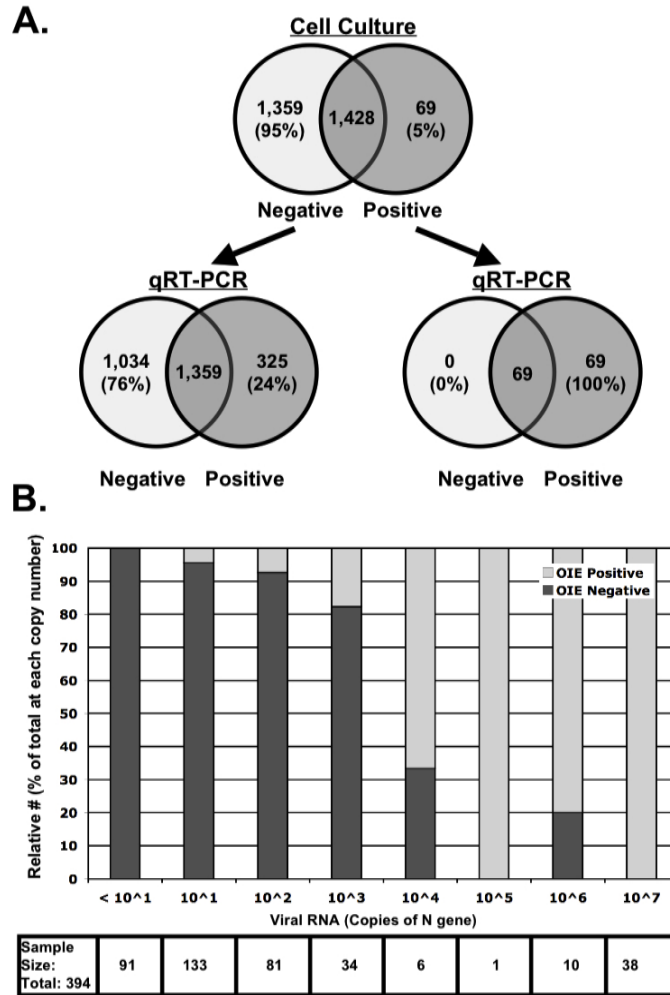 A.
Cell Culture
1,359
(95%)
1,428
69
(5%)
Negative Positive
qRT-PCR
1,034
(76%)
1,359
325
(24%)
Negative Positive
qRT-PCR
0
(0%)
69
69
(100%)
Negative Positive
B.
Relative # (% of total at each copy number)
100
90
80
70
60
50
40
30
20
10
0
OIE Positive
OIE Negative
< 10^1 10^1 10^2 10^3 10^4 10^5 10^6 10^7
Viral RNA (Copies of N gene)
Sample
Size:
Total: 394
91 133 81 34 6 1 10 38